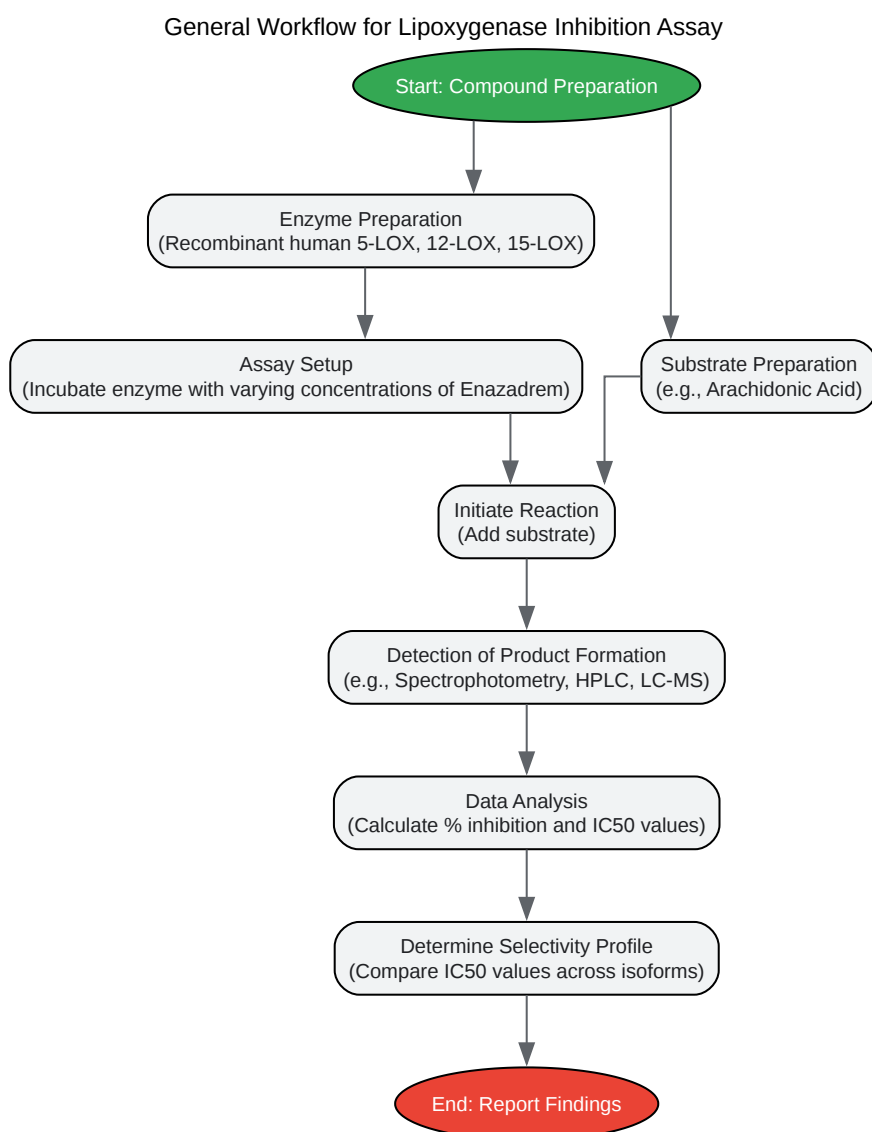 General Workflow for Lipoxygenase Inhibition Assay
Start: Compound Preparation
Enzyme Preparation
(Recombinant human 5-LOX, 12-LOX, 15-LOX)
Assay Setup
(Incubate enzyme with varying concentrations of Enazadrem)
Substrate Preparation
(e.g., Arachidonic Acid)
Initiate Reaction
(Add substrate)
Detection of Product Formation
(e.g., Spectrophotometry, HPLC, LC-MS)
Data Analysis
(Calculate % inhibition and IC50 values)
Determine Selectivity Profile
(Compare IC50 values across isoforms)
End: Report Findings